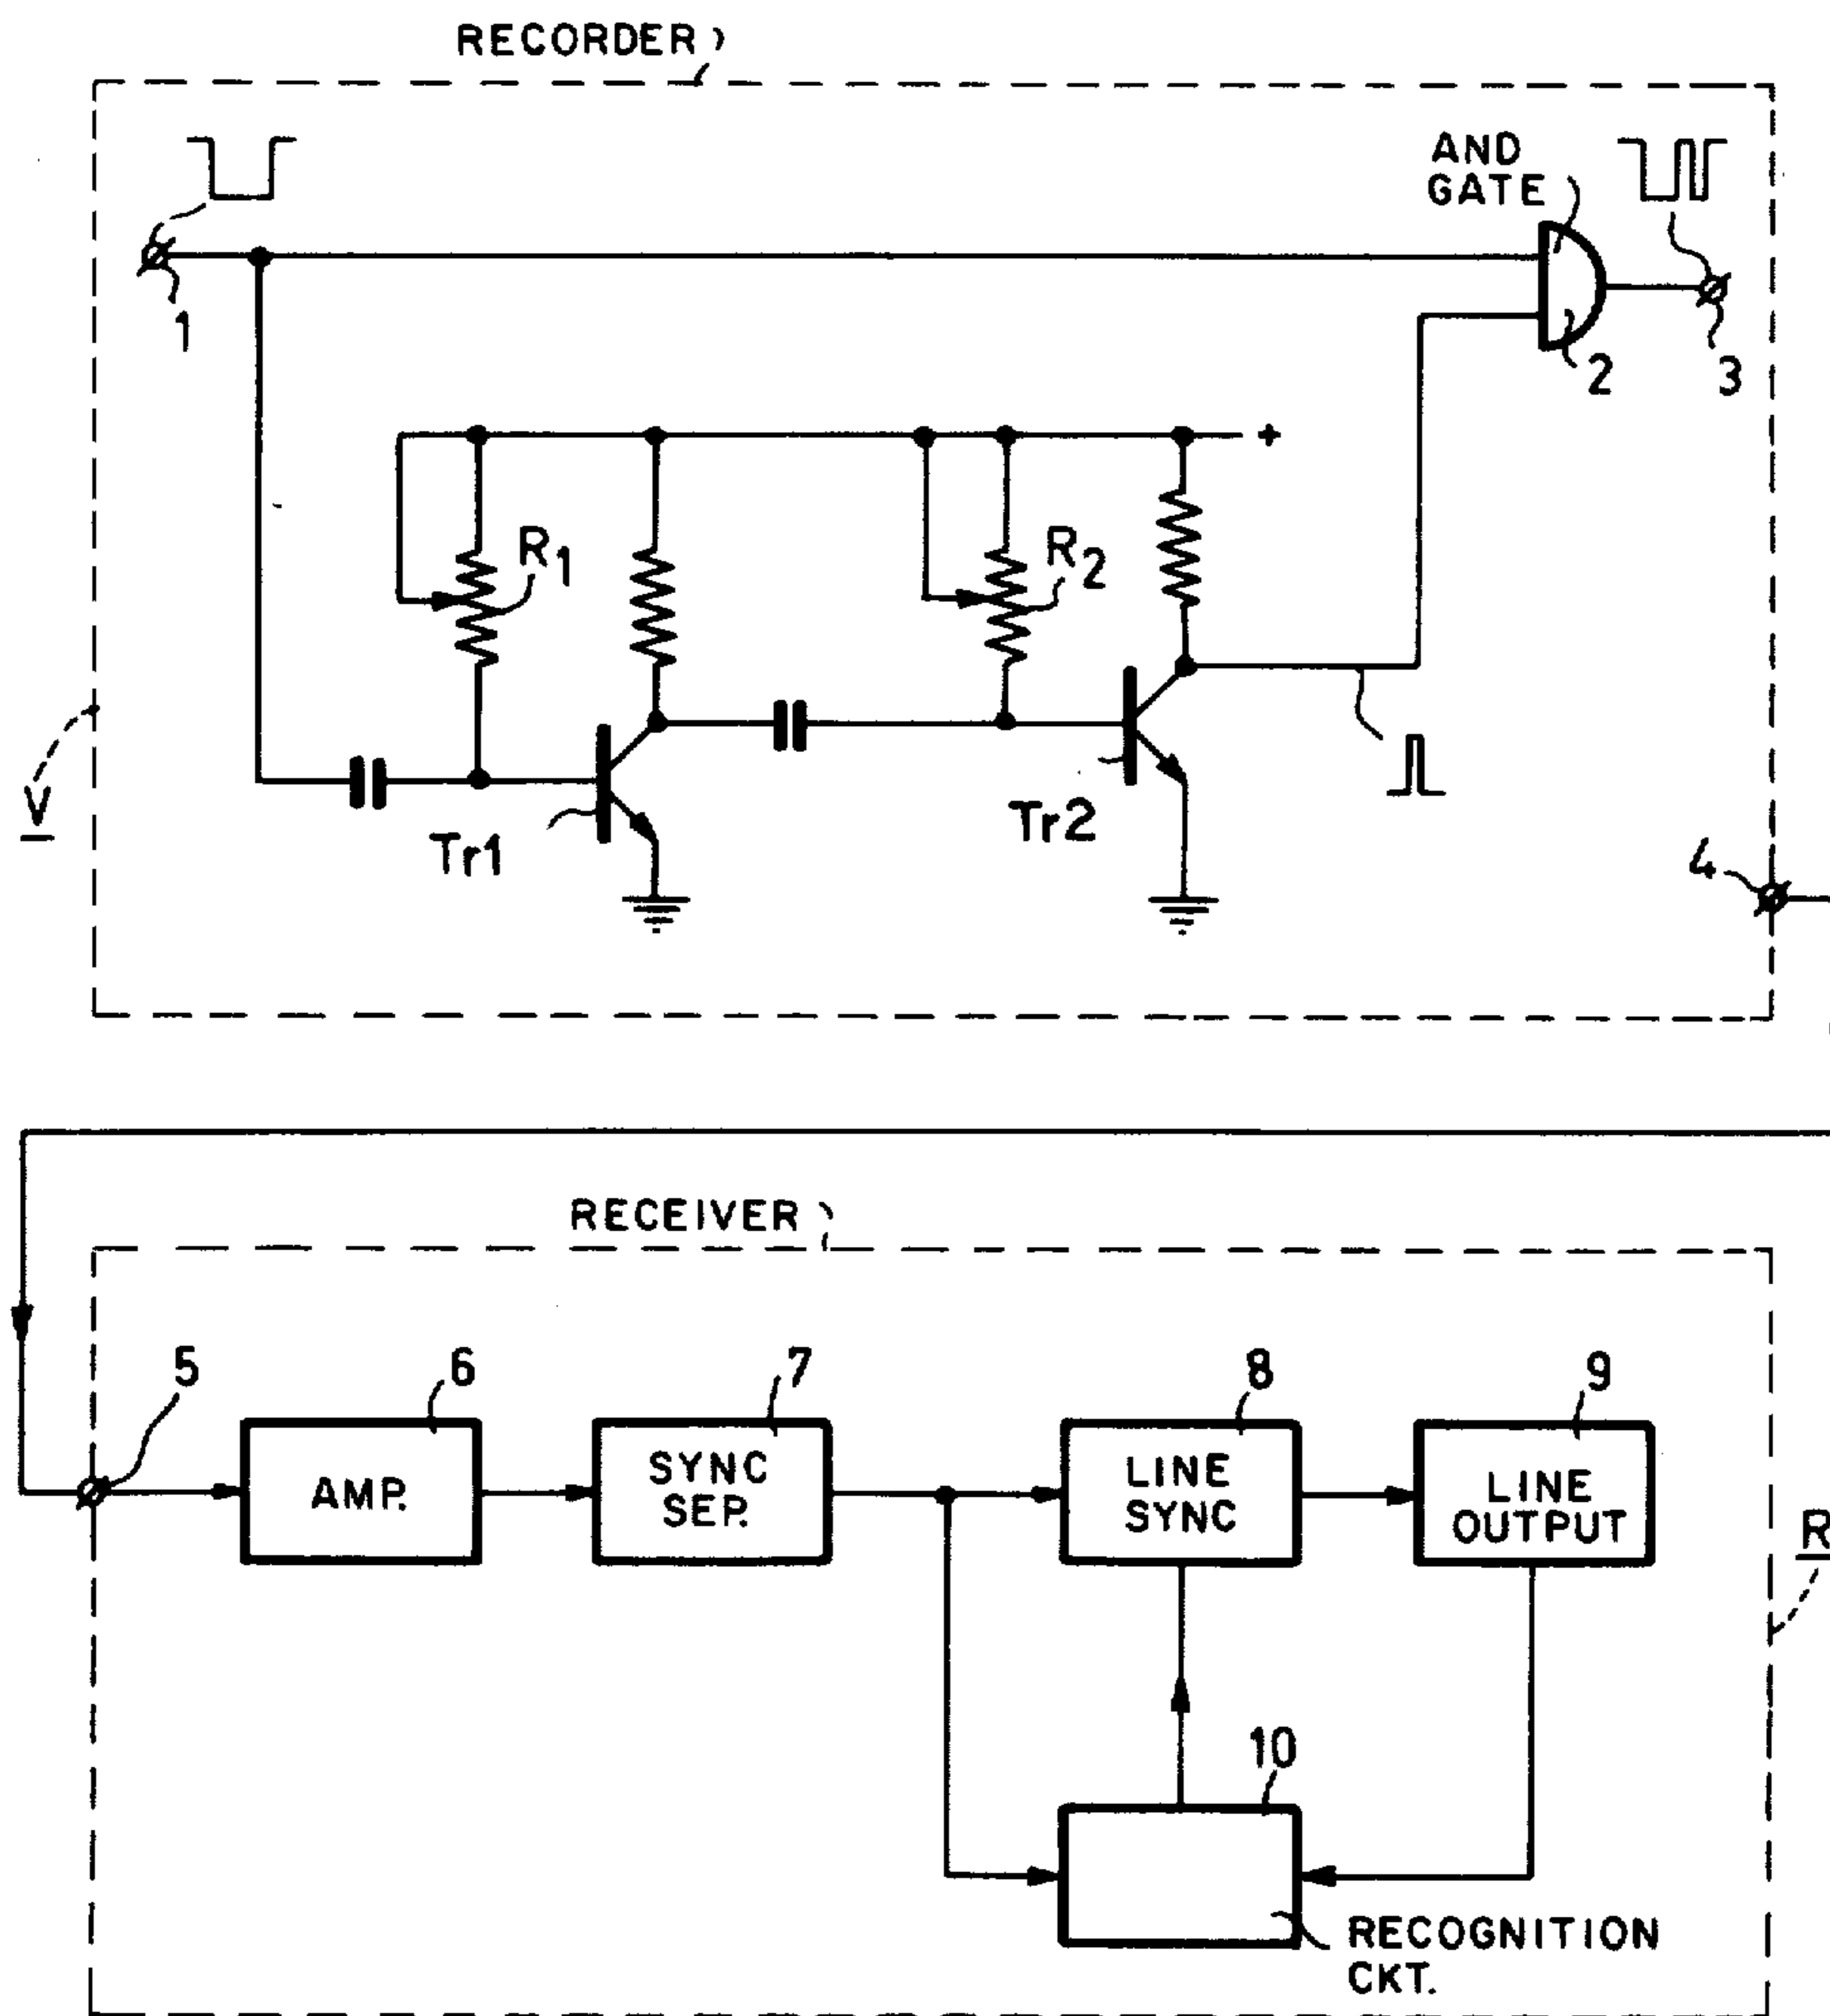 RECORDER
AND
GATE
1
2
3
+
R1
R2
V
Tr1
Tr2
4
RECEIVER
5
6
7
8
9
AMP.
SYNC
SEP.
LINE
SYNC
LINE
OUTPUT
R
10
RECOGNITION
CKT.